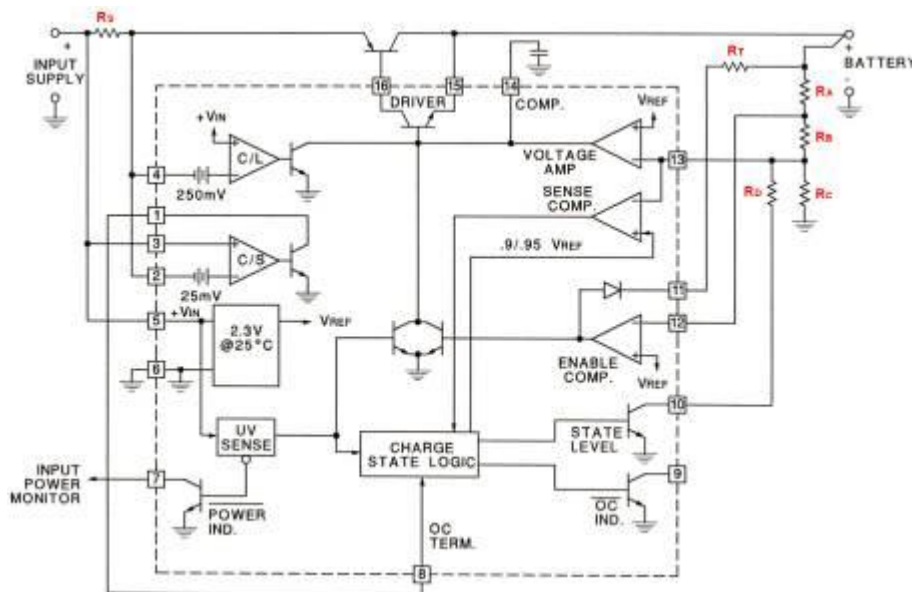 Rs
+
INPUT
SUPPLY
16
DRIVER
15
14
COMP.
RT
+
BATTERY
-
RA
RB
RD
RC
+VIN
C/L
+
-
4
250mV
1
3
2
C/S
+
-
25mV
VREF
VOLTAGE
AMP
+
-
13
SENSE
COMP.
.9/.95 VREF
5
+VIN
2.3V
@25°C
VREF
6
11
12
ENABLE
COMP.
VREF
UV
SENSE
CHARGE
STATE LOGIC
10
STATE
LEVEL
9
OC
IND.
INPUT
POWER
MONITOR
7
POWER
IND.
OC
TERM.
8